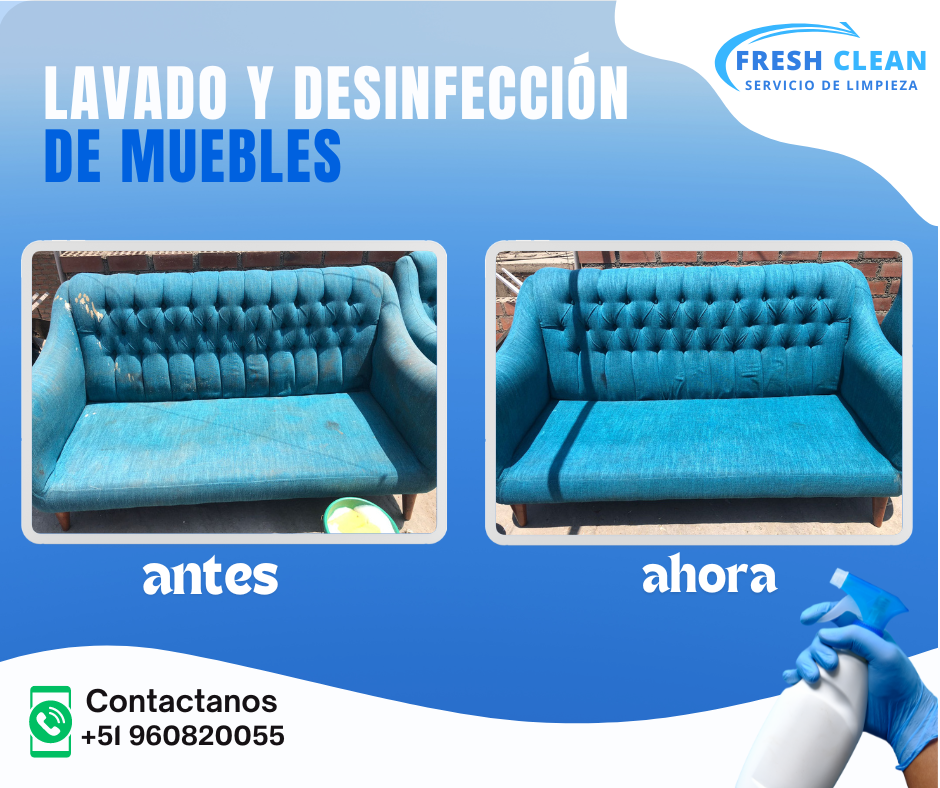 FRESH CLEAN
SERVICIO DE LIMPIEZA
LAVADO Y DESINFECCIÓN
DE MUEBLES
antes
ahora
Contactanos
+51 960820055